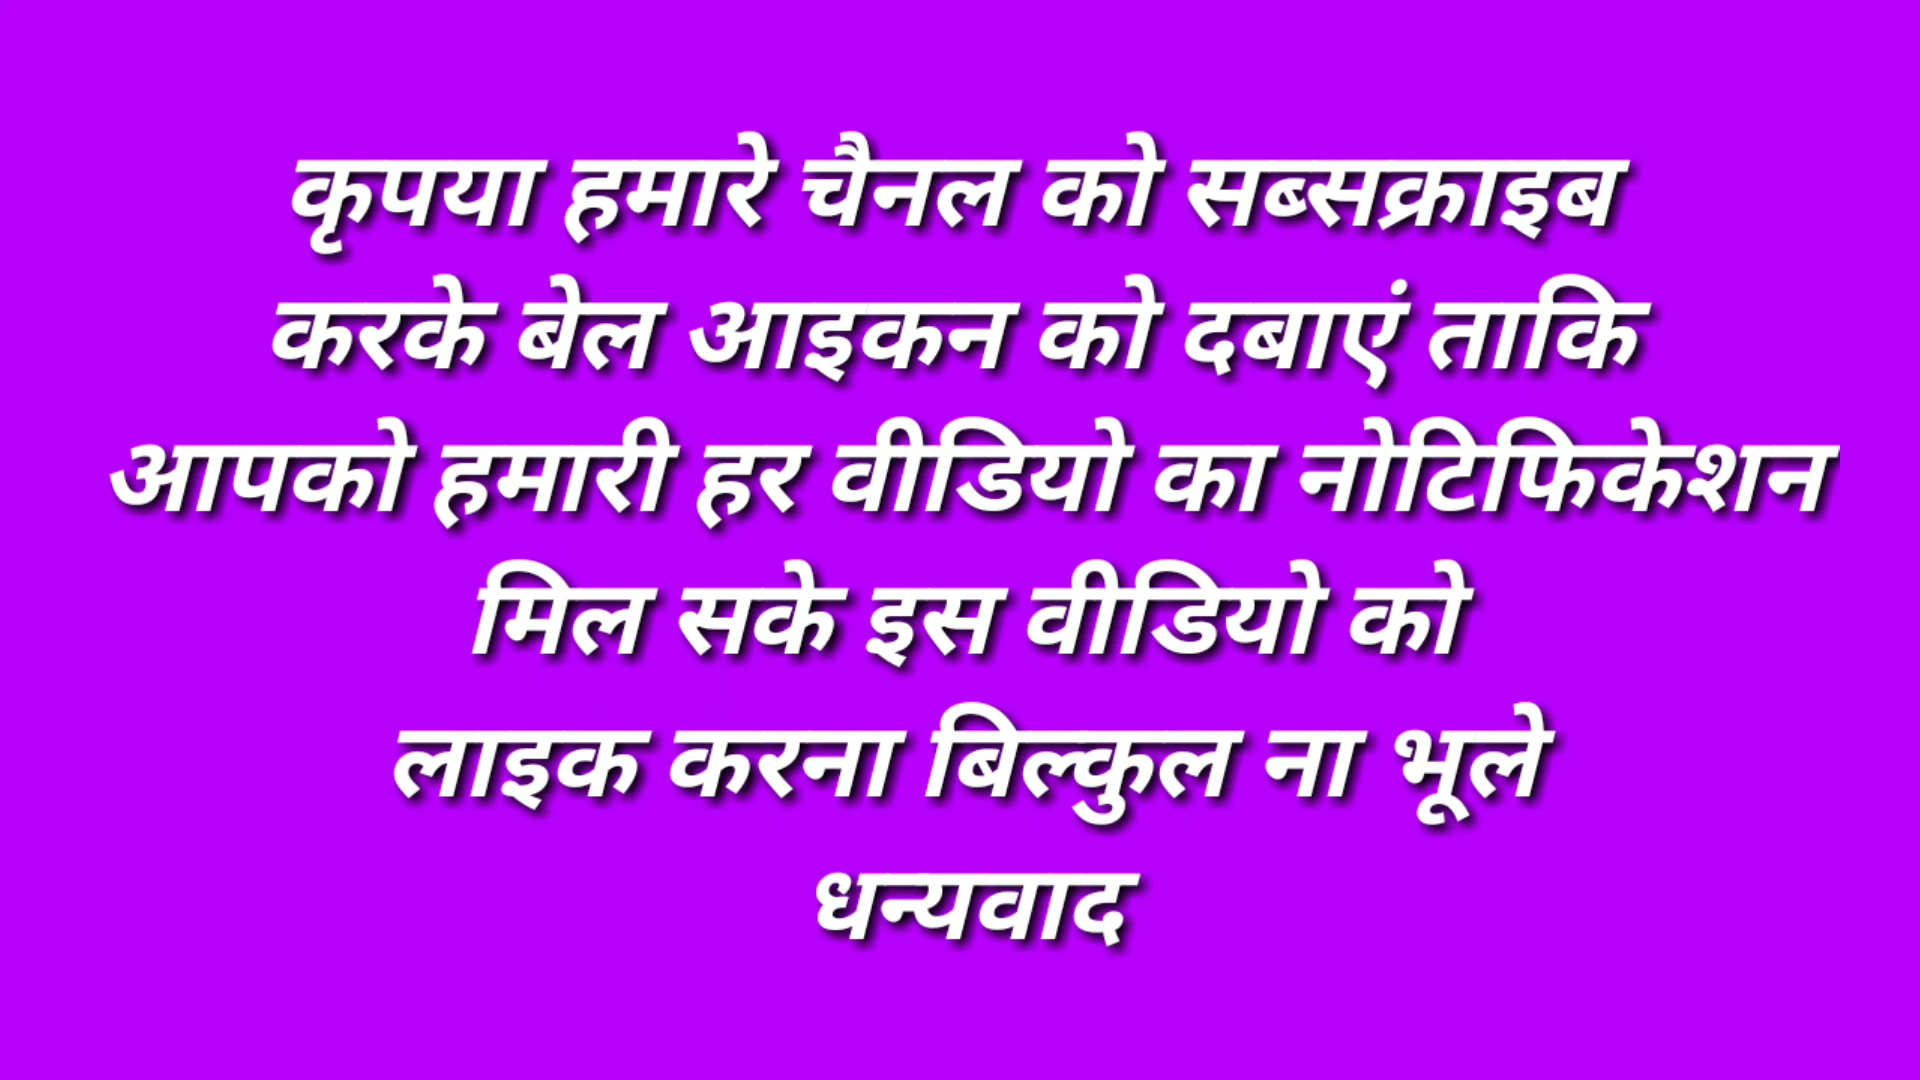 कृपया हमारे चैनल को सब्सक्राइब
करके बेल आइकन को दबाएं ताकि
आपको हमारी हर वीडियो का नोटिफिकेशन
मिल सके इस वीडियो को
लाइक करना बिल्कुल ना भूले
धन्यवाद